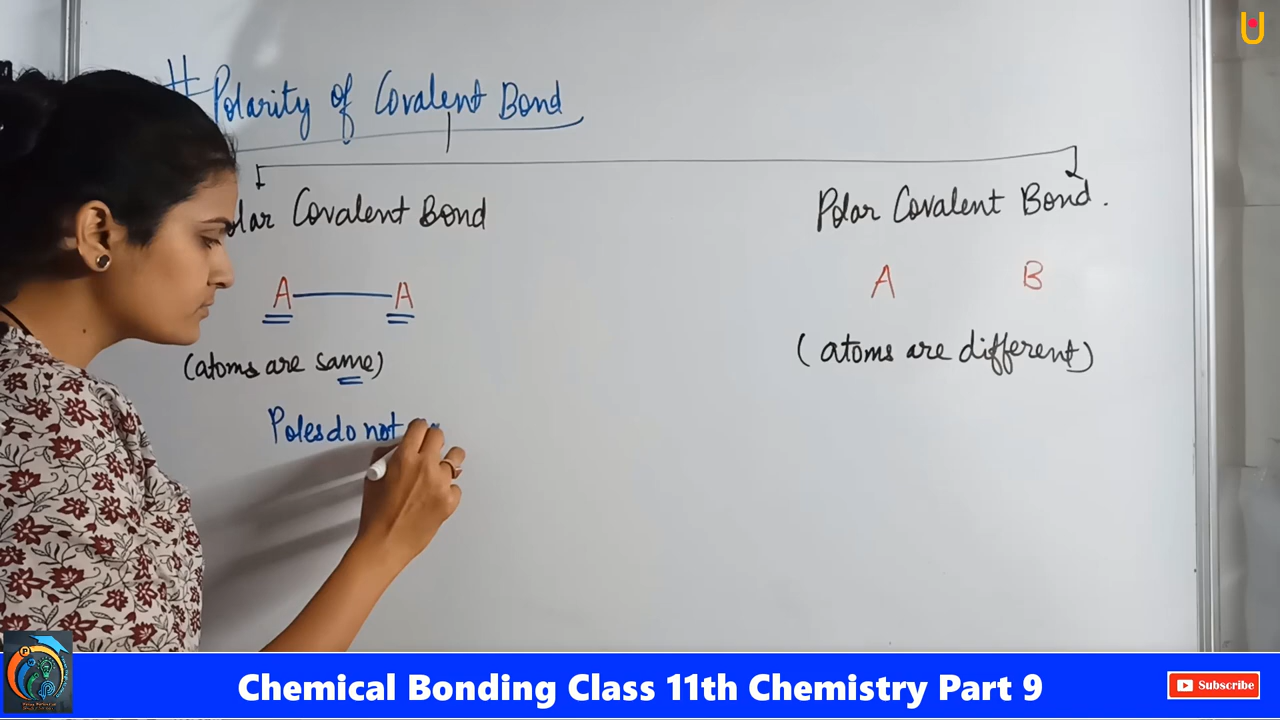 # Polarity of Covalent Bond
Covalent Bond
Polar Covalent Bond.
A A
A B
(atoms are same)
(atoms are different)
Poles do not
Chemical Bonding Class 11th Chemistry Part 9
Subscribe